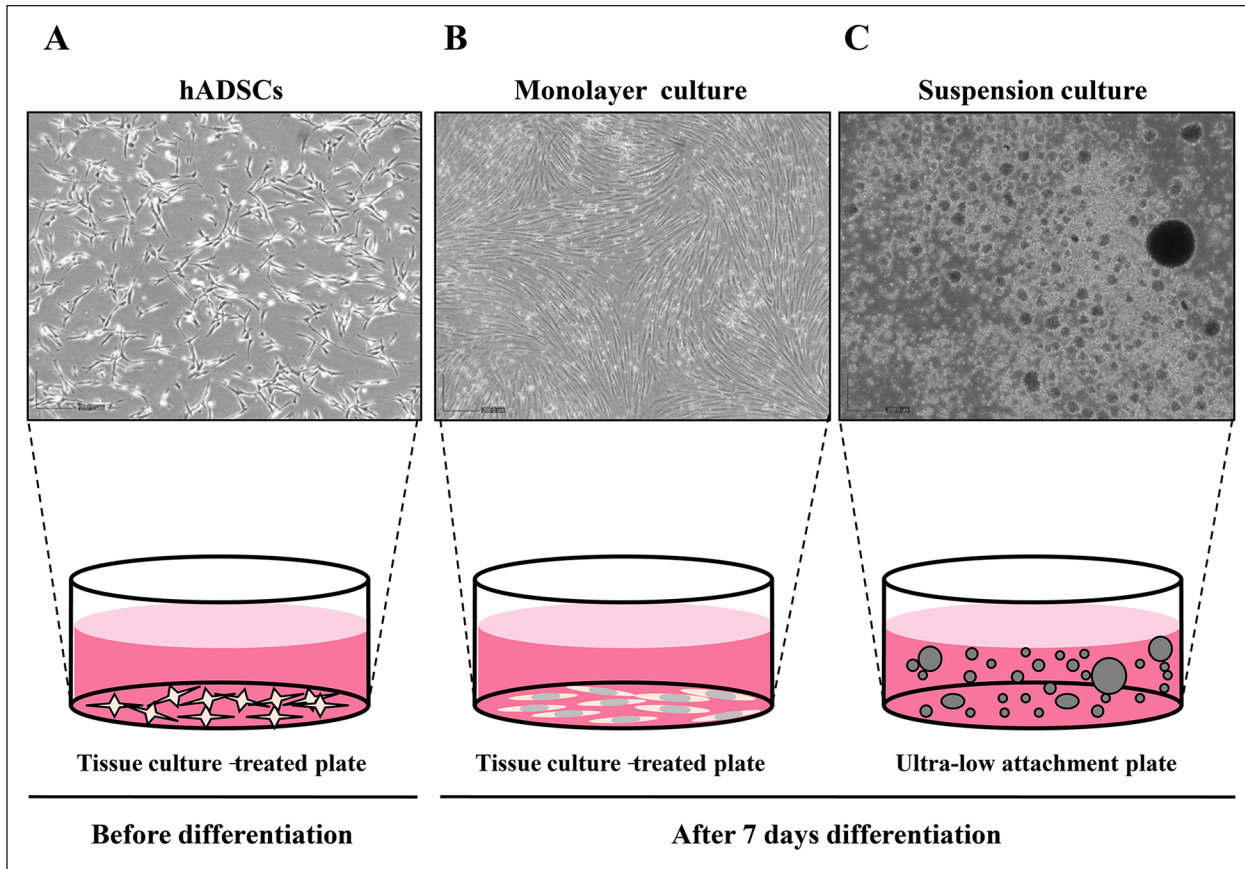 A
B
C
hADSCs
Monolayer culture
Suspension culture
Tissue culture -treated plate
Tissue culture -treated plate
Ultra-low attachment plate
Before differentiation
After 7 days differentiation